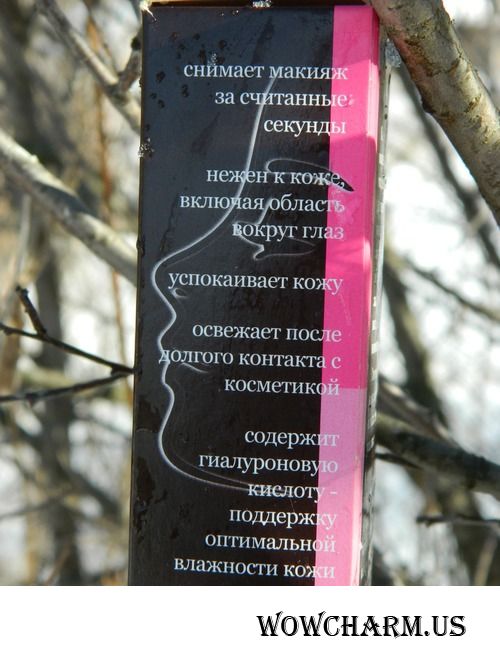 снимает макияж
за считанные
секунды
нежен к коже,
включая область
вокруг глаз
успокаивает кожу
освежает после
долгого контакта с
косметикой
содержит
гиалуроновую
кислоту -
поддержку
оптимальной
влажности кожи
WOWCHARM.US